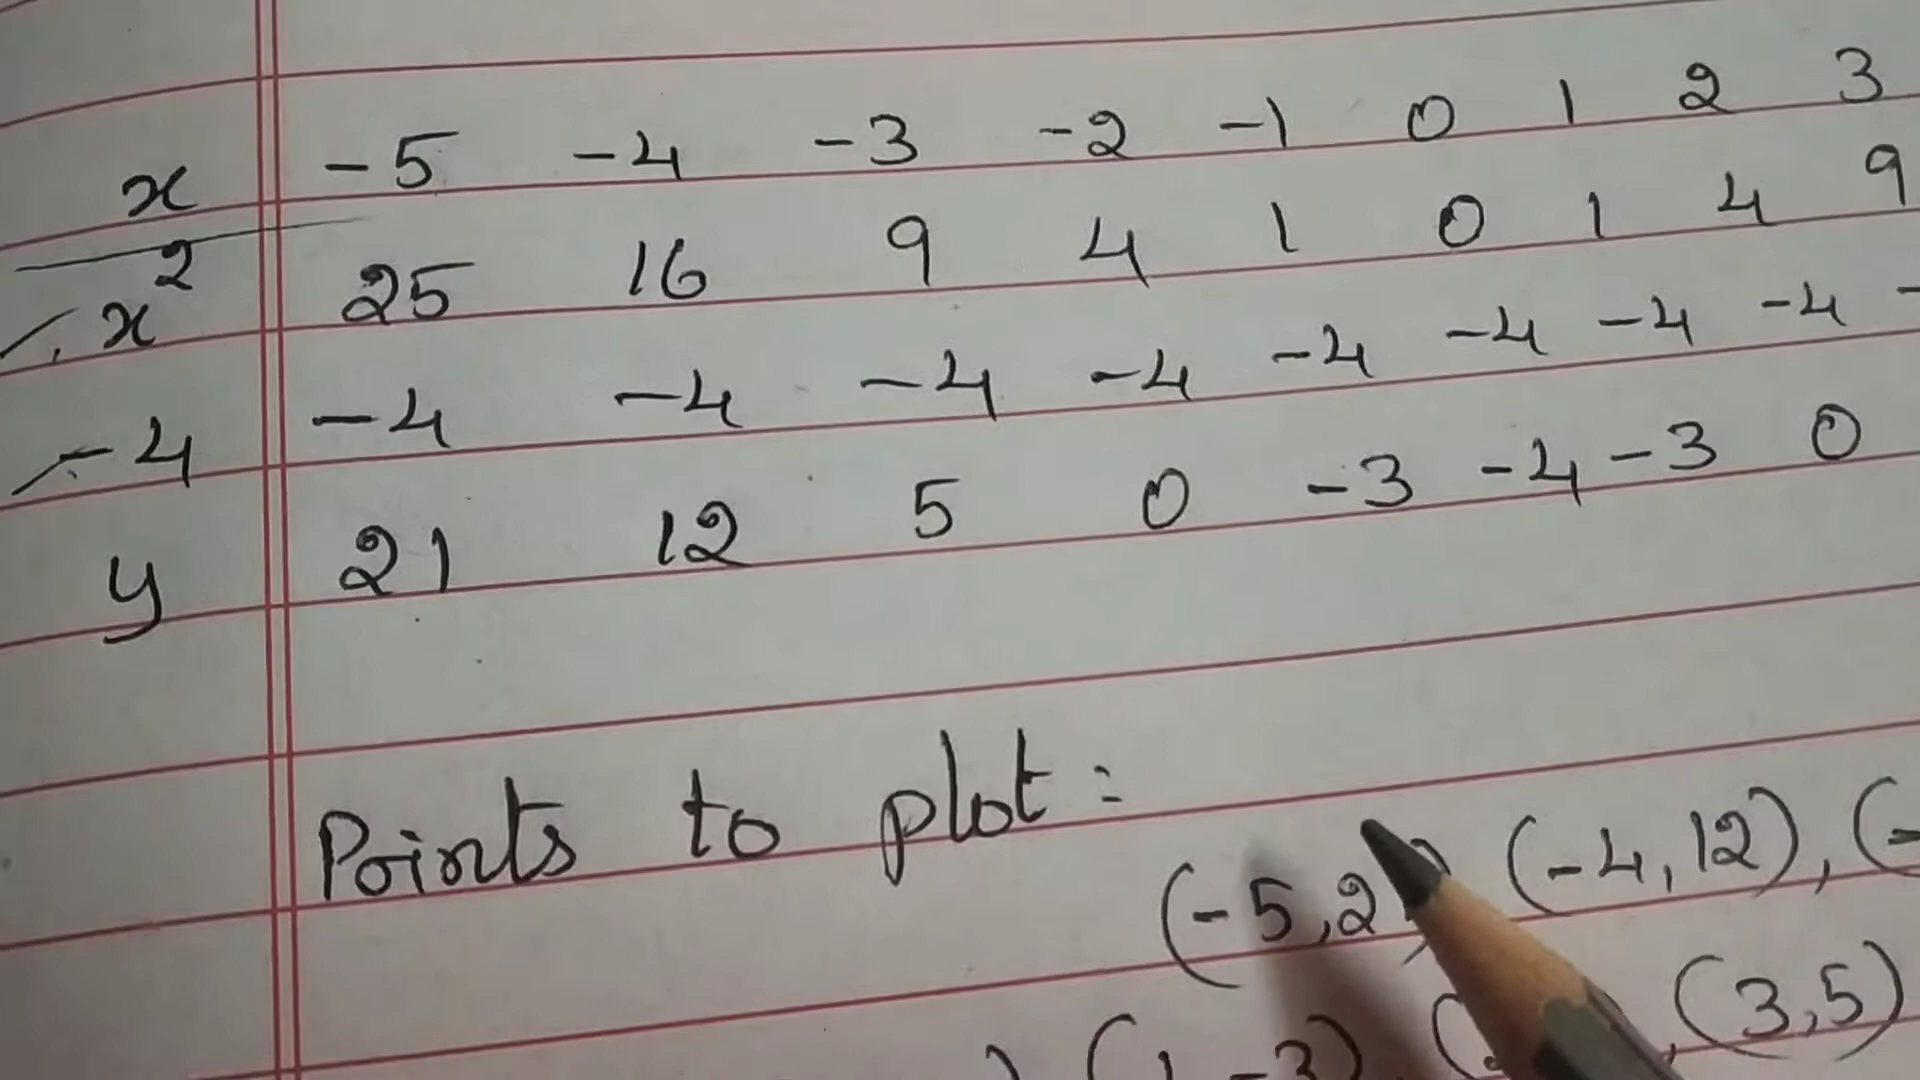 x -5 -4 -3 -2 -1 0 1 2 3
x² 25 16 9 4 1 0 1 4 9
-4 -4 -4 -4 -4 -4 -4 -4 -4 -
y 21 12 5 0 -3 -4 -3 0
Points to plot:
(-5,2 (-4,12), (-
) (1,-3), ( , (3,5)